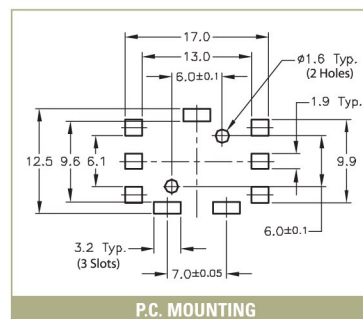 17.0
13.0
6.0±0.1
ø1.6 Typ.
(2 Holes)
1.9 Typ.
12.5
9.6
6.1
9.9
6.0±0.1
3.2 Typ.
(3 Slots)
7.0±0.05
P.C. MOUNTING